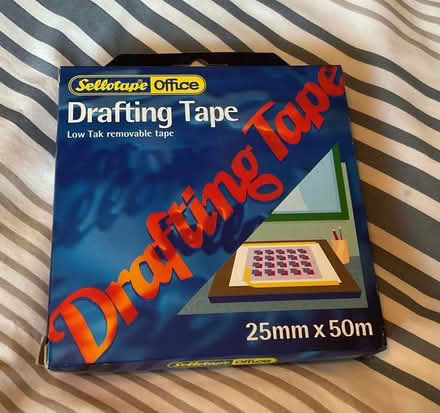 Sellotape Office
Drafting Tape
Low Tak removable tape
Drafting Tape
25mm x 50m
Sellotape Office